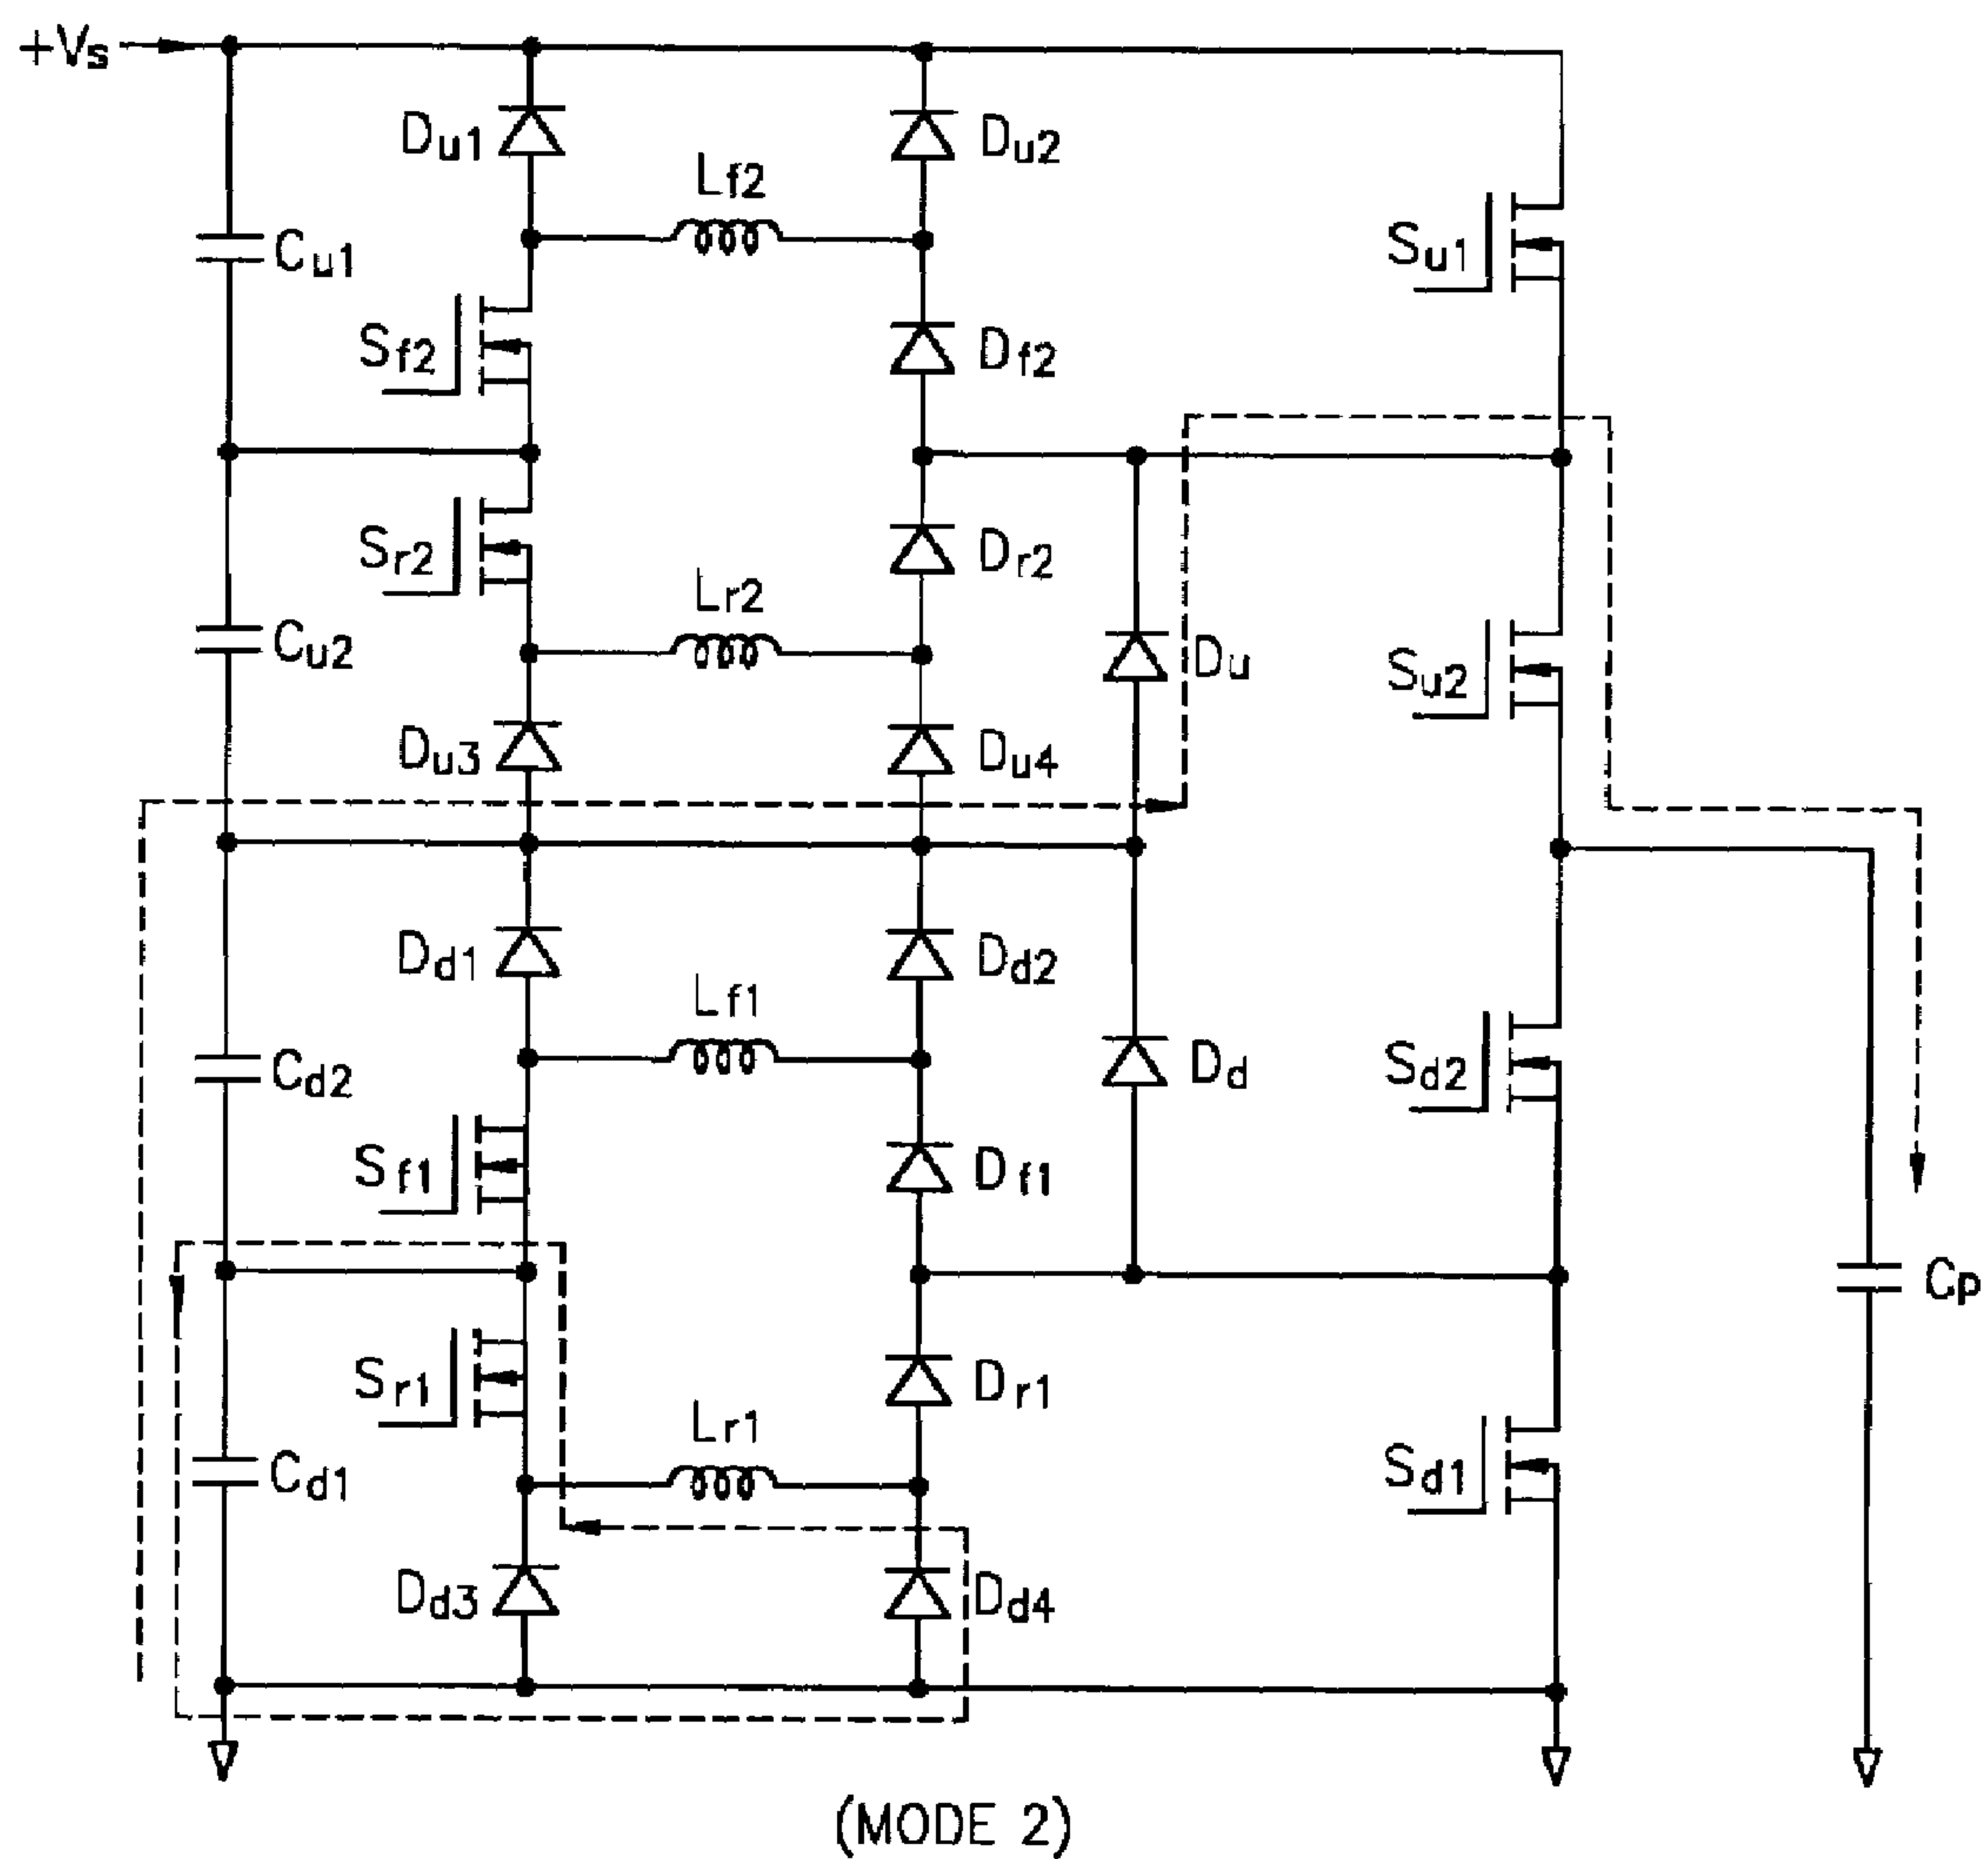 +Vs
Du1
Du2
Lf2
Cu1
Su1
Sf2
Df2
Sr2
Dr2
Lr2
Cu2
Du
Su2
Du3
Du4
Dd1
Dd2
Lf1
Cd2
Dd
Sd2
Sf1
Df1
Cp
Sr1
Dr1
Lr1
Cd1
Sd1
Dd3
Dd4
(MODE 2)